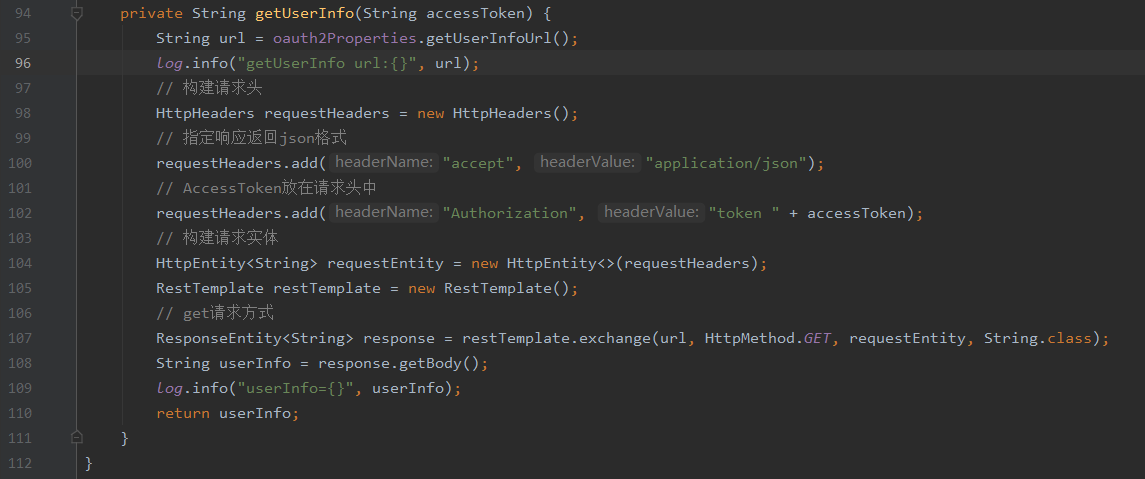 94 private String getUserInfo(String accessToken) {
95 String url = oauth2Properties.getUserInfoUrl();
96 log.info("getUserInfo url:{}", url);
97 // 构建请求头
98 HttpHeaders requestHeaders = new HttpHeaders();
99 // 指定响应返回json格式
100 requestHeaders.add( headerName: "accept", headerValue: "application/json");
101 // AccessToken放在请求头中
102 requestHeaders.add( headerName: "Authorization", headerValue: "token " + accessToken);
103 // 构建请求实体
104 HttpEntity<String> requestEntity = new HttpEntity<>(requestHeaders);
105 RestTemplate restTemplate = new RestTemplate();
106 // get请求方式
107 ResponseEntity<String> response = restTemplate.exchange(url, HttpMethod.GET, requestEntity, String.class);
108 String userInfo = response.getBody();
109 log.info("userInfo={}", userInfo);
110 return userInfo;
111 }
112 }